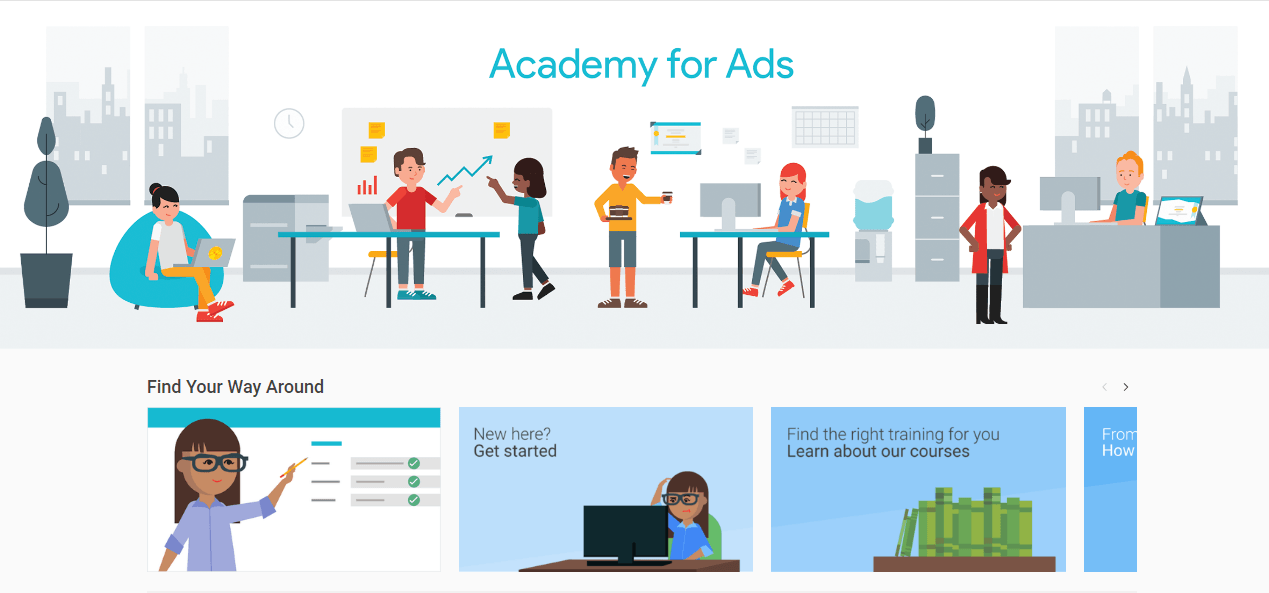 Academy for Ads
Find Your Way Around
New here?
Get started
Find the right training for you
Learn about our courses
From
How